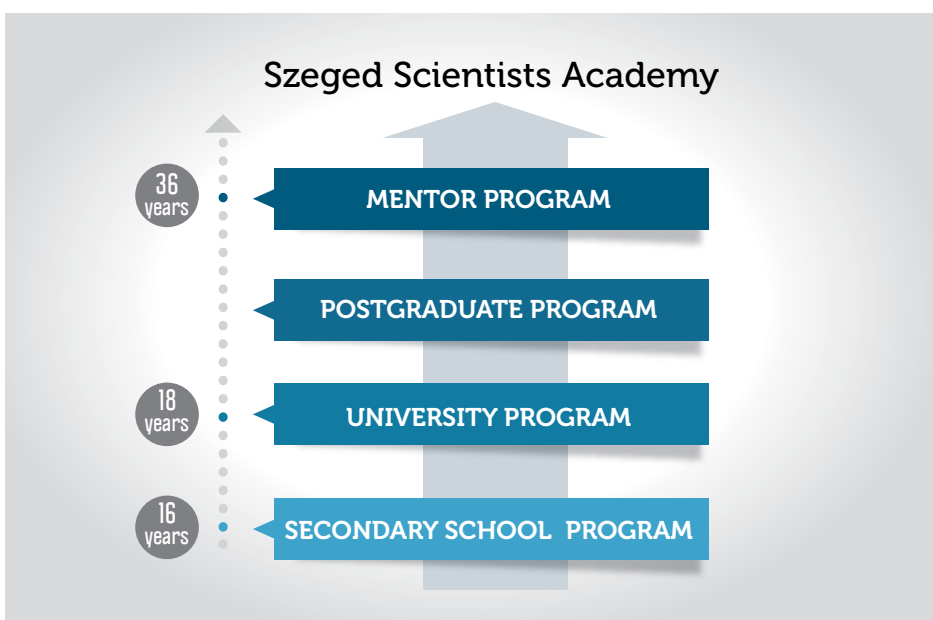 Szeged Scientists Academy
36
years
MENTOR PROGRAM
POSTGRADUATE PROGRAM
18
years
UNIVERSITY PROGRAM
16
years
SECONDARY SCHOOL PROGRAM